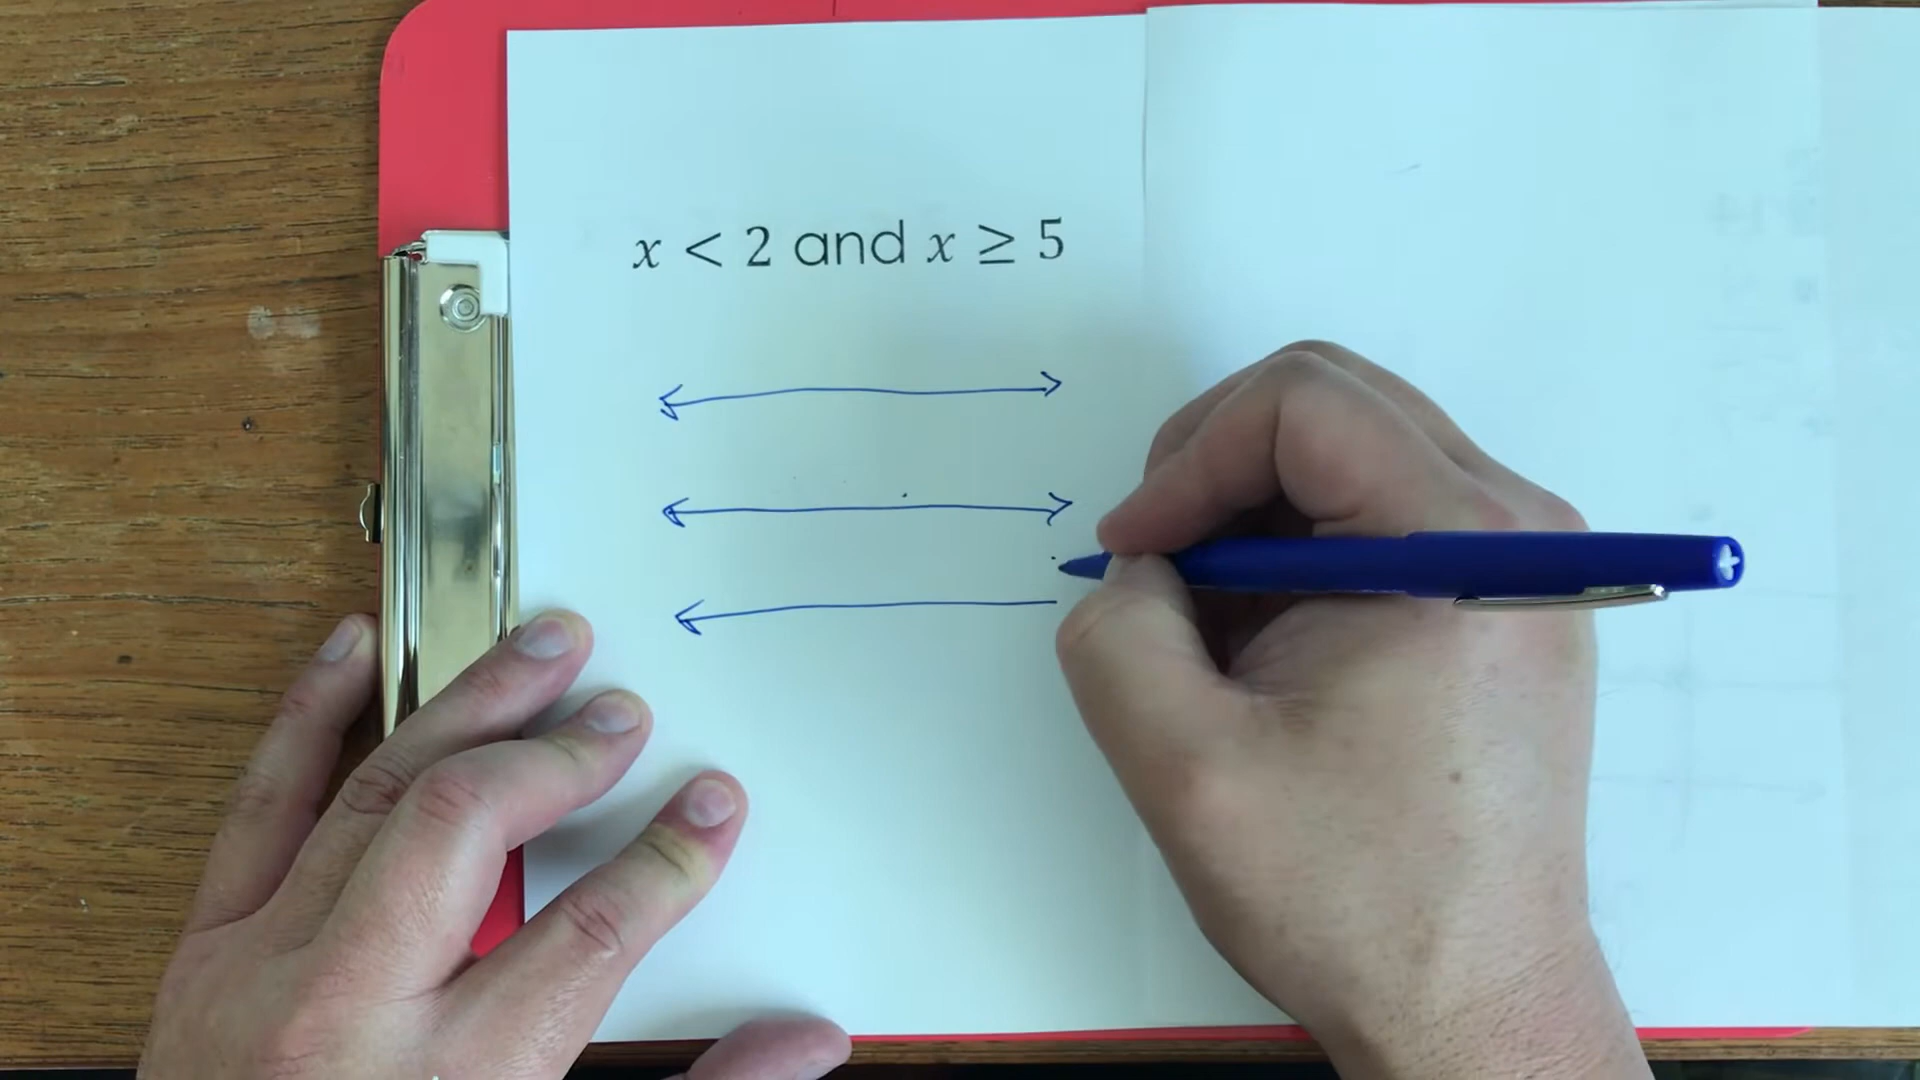 x < 2 and x ≥ 5